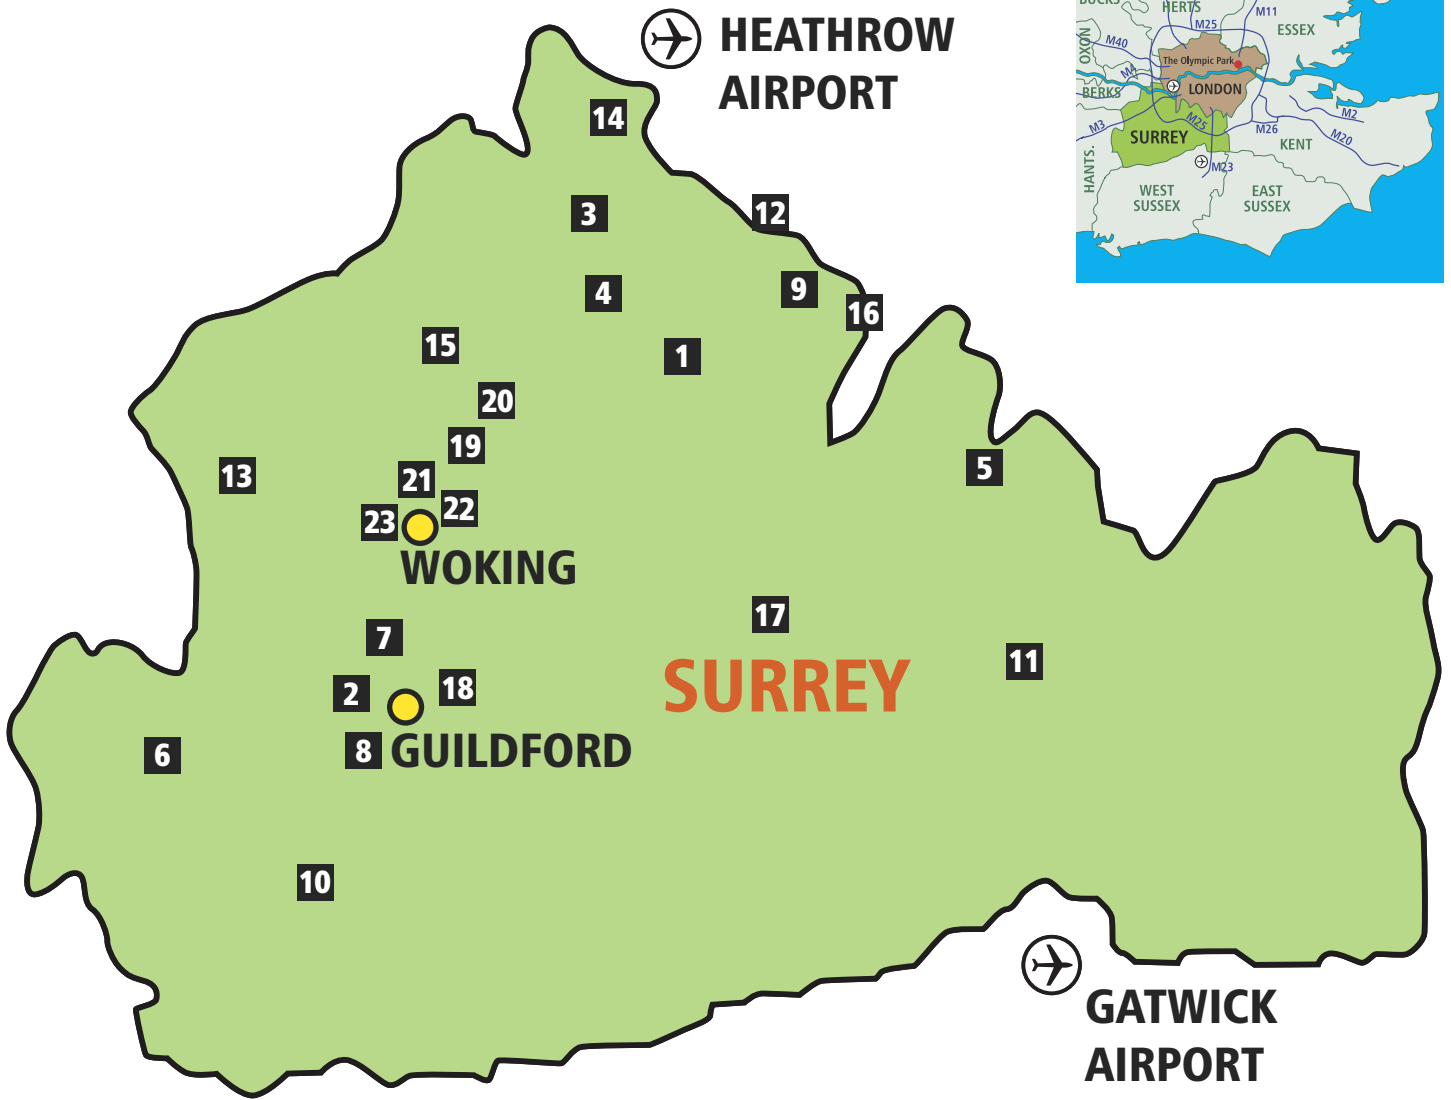 HEATHROW
AIRPORT
14
3
12
4
9
16
15
1
20
19
13
21
5
22
23
WOKING
7
17
11
SURREY
2
18
6
8
GUILDFORD
10
GATWICK
AIRPORT
BUCKS
HERTS
M11
M25
ESSEX
OXON
M40
The Olympic Park
M4
BERKS
LONDON
M2
M3
M25
M26
M20
SURREY
KENT
HANTS.
M23
WEST
SUSSEX
EAST
SUSSEX